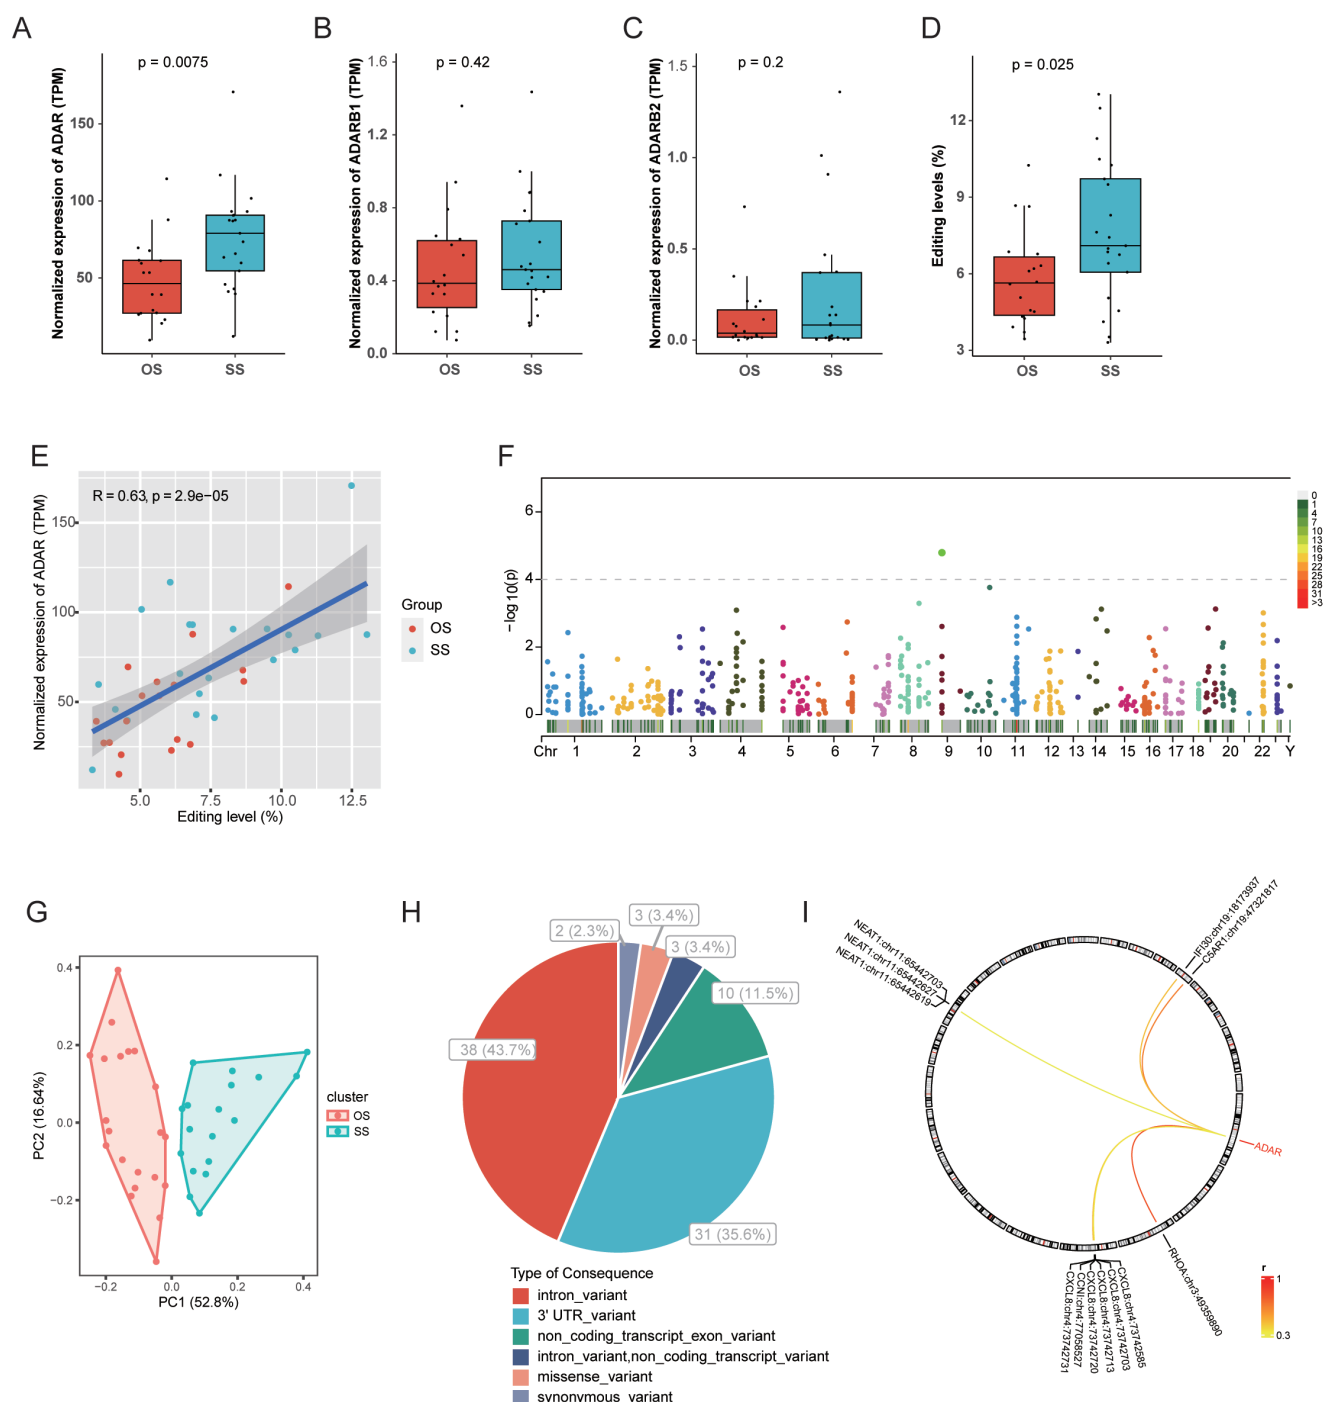 A
B
C
D
p = 0.0075
p = 0.42
p = 0.2
p = 0.025
Normalized expression of ADAR (TPM)
150
100
50
OS
SS
Normalized expression of ADARB1 (TPM)
1.6
1.2
0.8
0.4
0.0
OS
SS
Normalized expression of ADARB2 (TPM)
1.5
1.0
0.5
0.0
OS
SS
Editing levels (%)
12
9
6
3
OS
SS
E
R = 0.63, p = 2.9e−05
Normalized expression of ADAR (TPM)
150
100
50
5.0
7.5
10.0
12.5
Editing level (%)
Group
OS
SS
F
−log10(p)
6
4
2
0
Chr 1 2 3 4 5 6 7 8 9 10 11 12 13 14 15 16 17 18 20 22 Y
0
1
4
7
10
13
16
19
22
25
28
31
>3
G
PC2 (16.64%)
0.4
0.2
0.0
−0.2
−0.2
0.0
0.2
0.4
PC1 (52.8%)
cluster
OS
SS
H
2 (2.3%)
3 (3.4%)
3 (3.4%)
10 (11.5%)
38 (43.7%)
31 (35.6%)
Type of Consequence
intron_variant
3' UTR_variant
non_coding_transcript_exon_variant
intron_variant,non_coding_transcript_variant
missense_variant
synonymous_variant
I
NEAT1:chr11:65442703
NEAT1:chr11:65442627
NEAT1:chr11:65442619
IFI30:chr19:18173937
C5AR1:chr19:47321817
ADAR
RHOA:chr3:49359890
CXCL8:chr4:73742585
CXCL8:chr4:73742703
CXCL8:chr4:73742713
CXCL8:chr4:73742720
CCNI:chr4:77058527
CXCL8:chr4:73742731
r
1
0.3